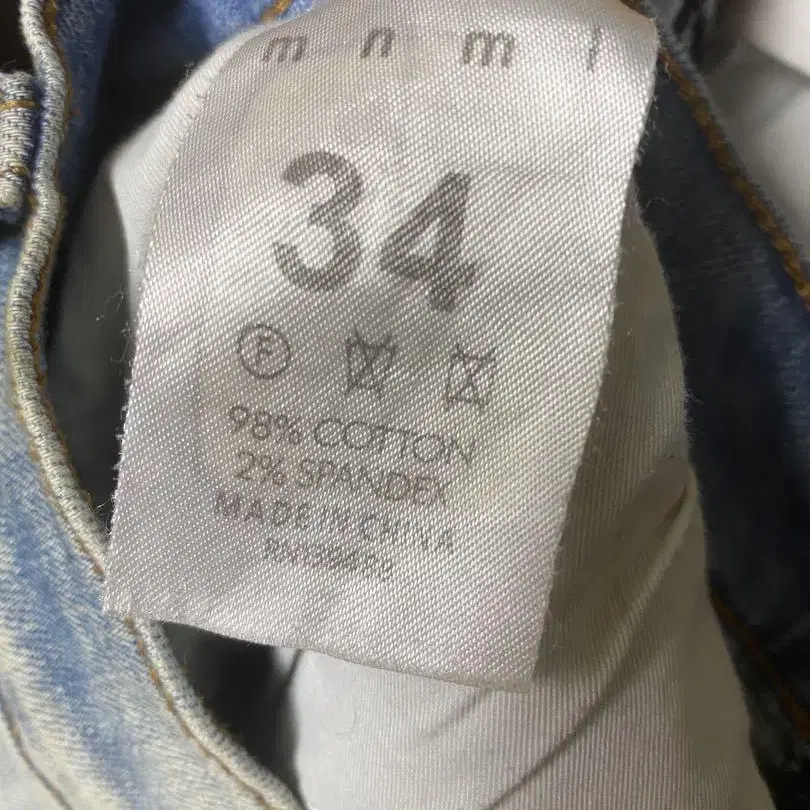 m n m l
34
F
98% COTTON
2% SPANDEX
MADE IN CHINA